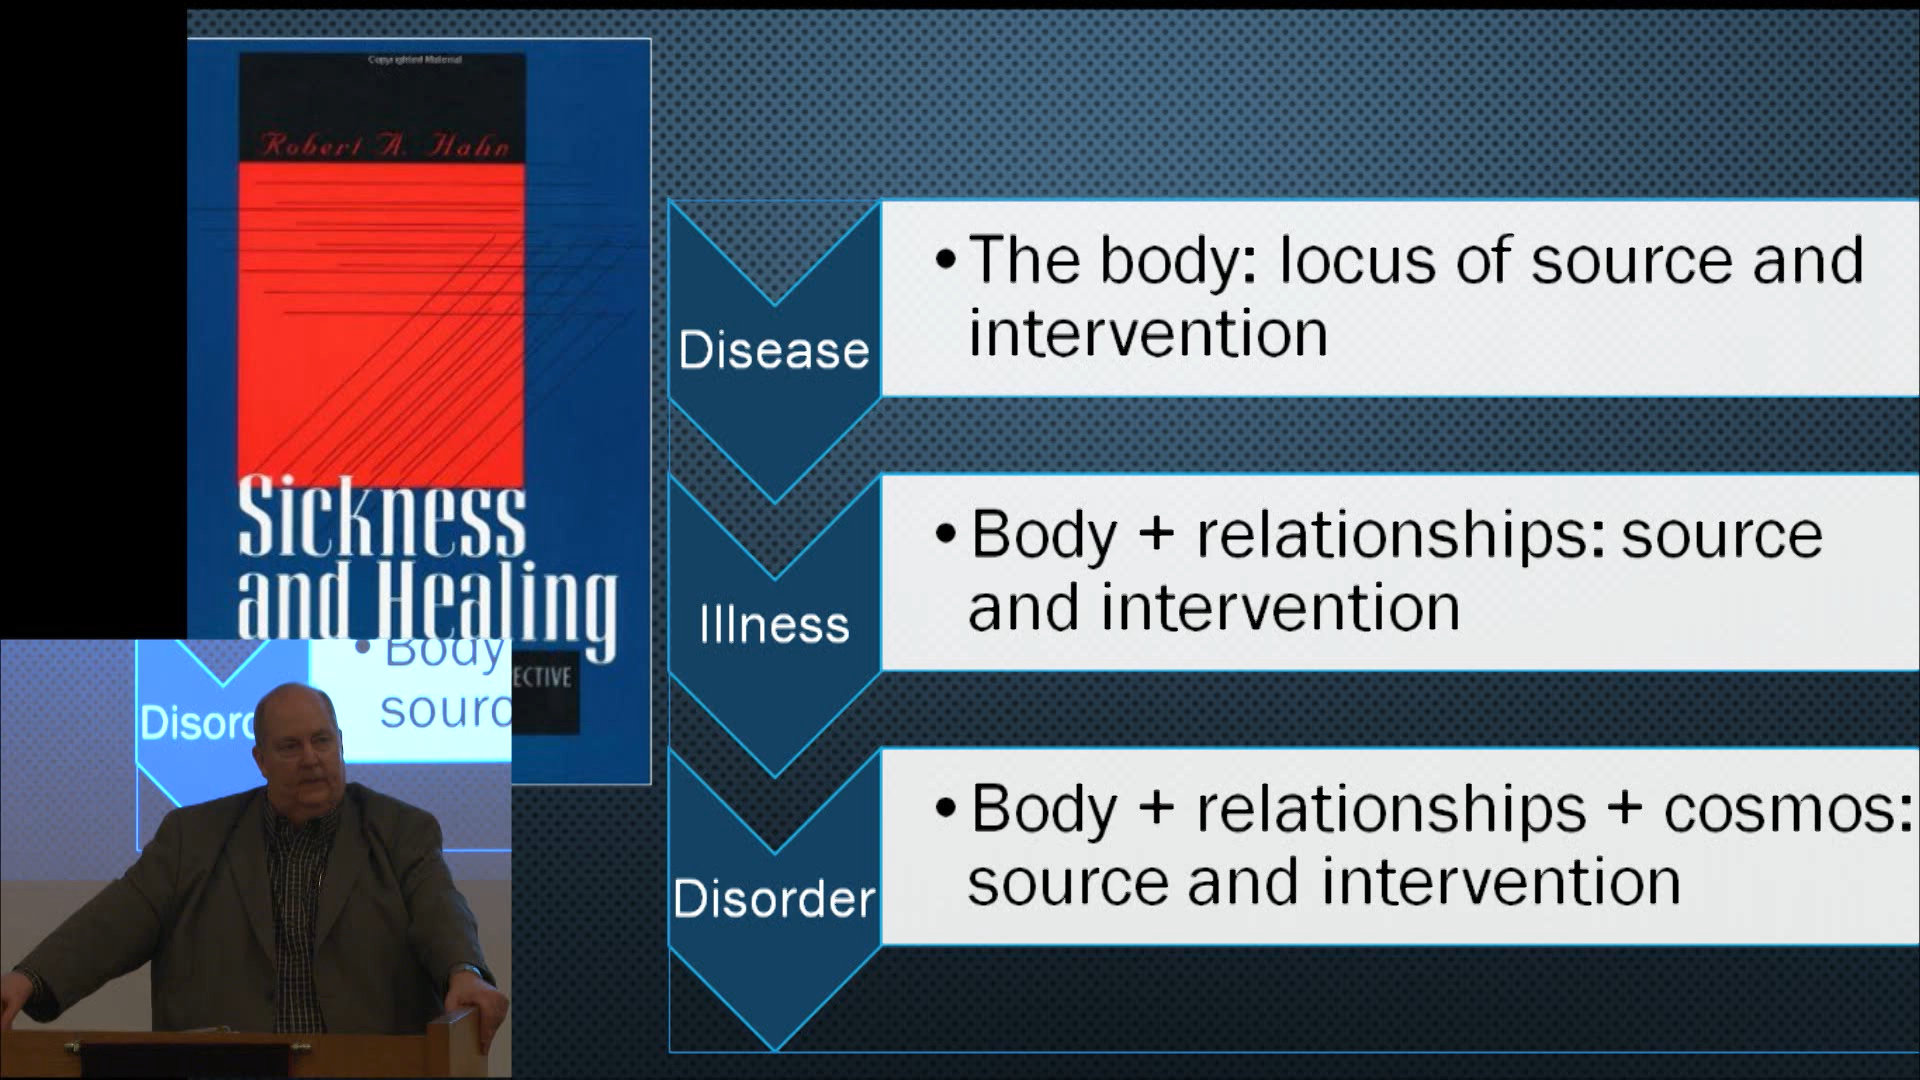 Copyrighted Material
Robert A. Hahn
Sickness
and Healing
ECTIVE
Disease
• The body: locus of source and
intervention
Illness
• Body + relationships: source
and intervention
Disorder
• Body + relationships + cosmos:
source and intervention
• Body
sourc
Disord